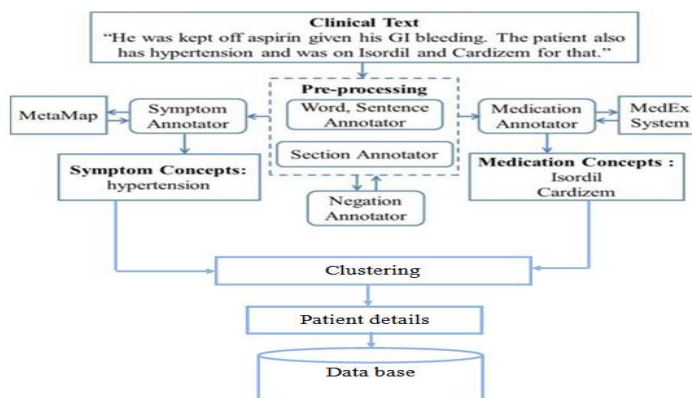 Clinical Text
“He was kept off aspirin given his GI bleeding. The patient also
has hypertension and was on Isordil and Cardizem for that.”
Pre-processing
MetaMap
Symptom
Annotator
Word, Sentence
Annotator
Medication
Annotator
MedEx
System
Section Annotator
Symptom Concepts:
hypertension
Medication Concepts :
Isordil
Cardizem
Negation
Annotator
Clustering
Patient details
Data base